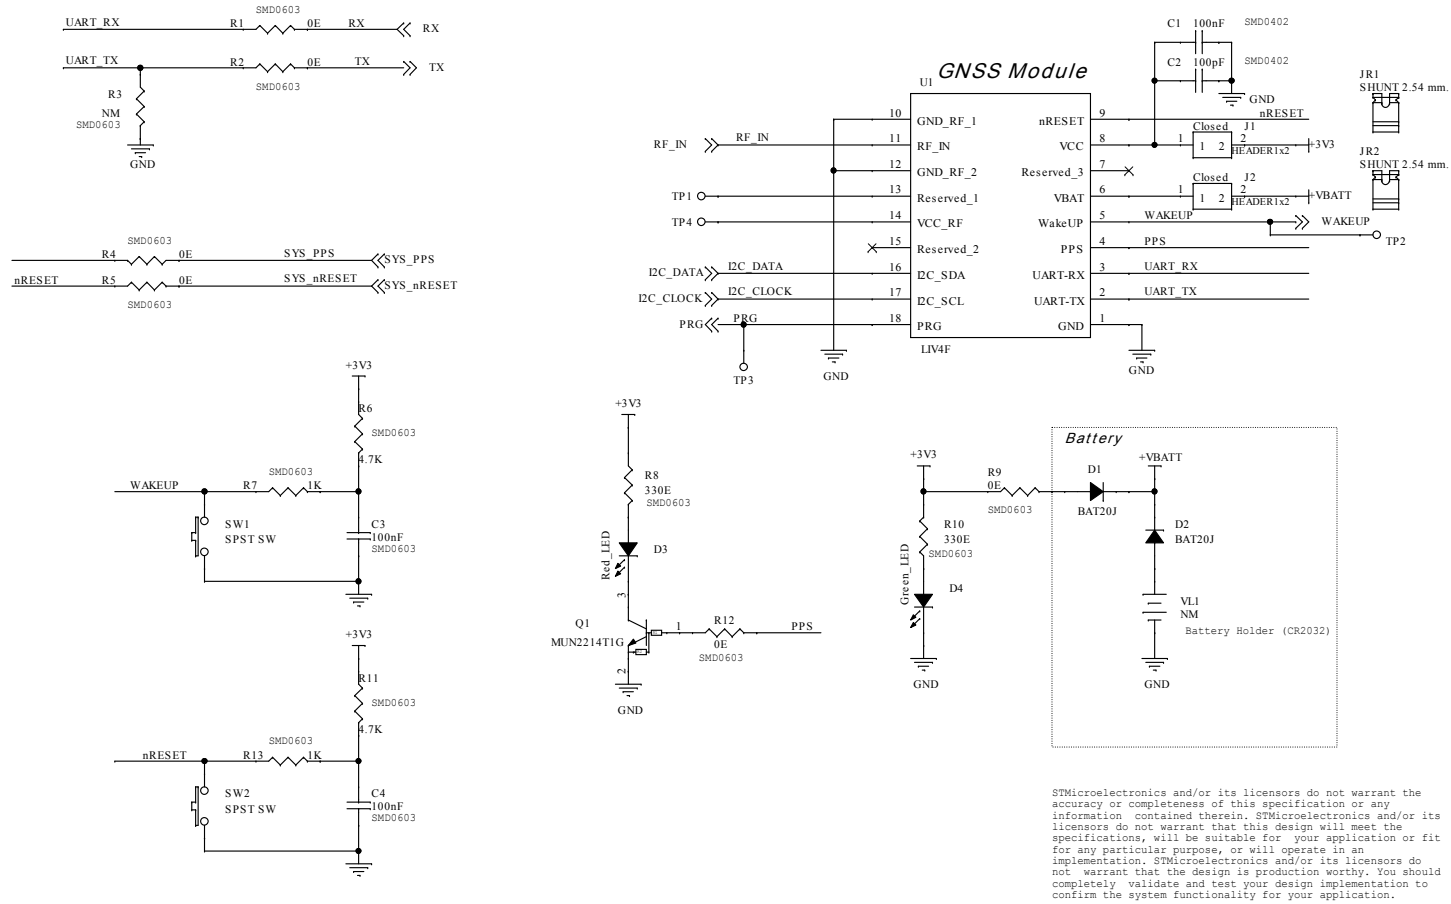 SMD0603
UART_RX R1 0E RX RX
UART_TX R2 0E TX TX
SMD0603
R3
NM
SMD0603
GND
SMD0603
R4 0E SYS_PPS SYS_PPS
nRESET R5 0E SYS_nRESET SYS_nRESET
SMD0603
C1 100nF SMD0402
C2 100pF SMD0402
GND
GNSS Module
U1
10 GND_RF_1 nRESET 9 nRESET
RF_IN RF_IN 11 RF_IN VCC 8
12 GND_RF_2 Reserved_3 7
TP1 13 Reserved_1 VBAT 6
TP4 14 VCC_RF WakeUP 5 WAKEUP WAKEUP
TP2
15 Reserved_2 PPS 4 PPS
I2C_DATA I2C_DATA 16 I2C_SDA UART-RX 3 UART_RX
I2C_CLOCK I2C_CLOCK 17 I2C_SCL UART-TX 2 UART_TX
PRG PRG 18 PRG GND 1
LIV4F
TP3
GND
GND
Closed J1
1 1 2 2 +3V3
HEADER1x2
Closed J2
1 1 2 2 +VBATT
HEADER1x2
JR1
SHUNT 2.54 mm.
JR2
SHUNT 2.54 mm.
+3V3
R6
SMD0603
4.7K
SMD0603
WAKEUP R7 1K
SW1
SPST SW
C3
100nF
SMD0603
+3V3
R11
SMD0603
4.7K
SMD0603
nRESET R13 1K
SW2
SPST SW
C4
100nF
SMD0603
+3V3
R8
330E
SMD0603
Red_LED
D3
3
Q1
MUN2214T1G
1 R12 PPS
0E
SMD0603
2
GND
+3V3
R9
0E
SMD0603
R10
330E
SMD0603
Green_LED
D4
GND
Battery
D1
BAT20J
+VBATT
D2
BAT20J
VL1
NM
Battery Holder (CR2032)
GND
STMicroelectronics and/or its licensors do not warrant the
accuracy or completeness of this specification or any
information contained therein. STMicroelectronics and/or its
licensors do not warrant that this design will meet the
specifications, will be suitable for your application or fit
for any particular purpose, or will operate in an
implementation. STMicroelectronics and/or its licensors do
not warrant that the design is production worthy. You should
completely validate and test your design implementation to
confirm the system functionality for your application.